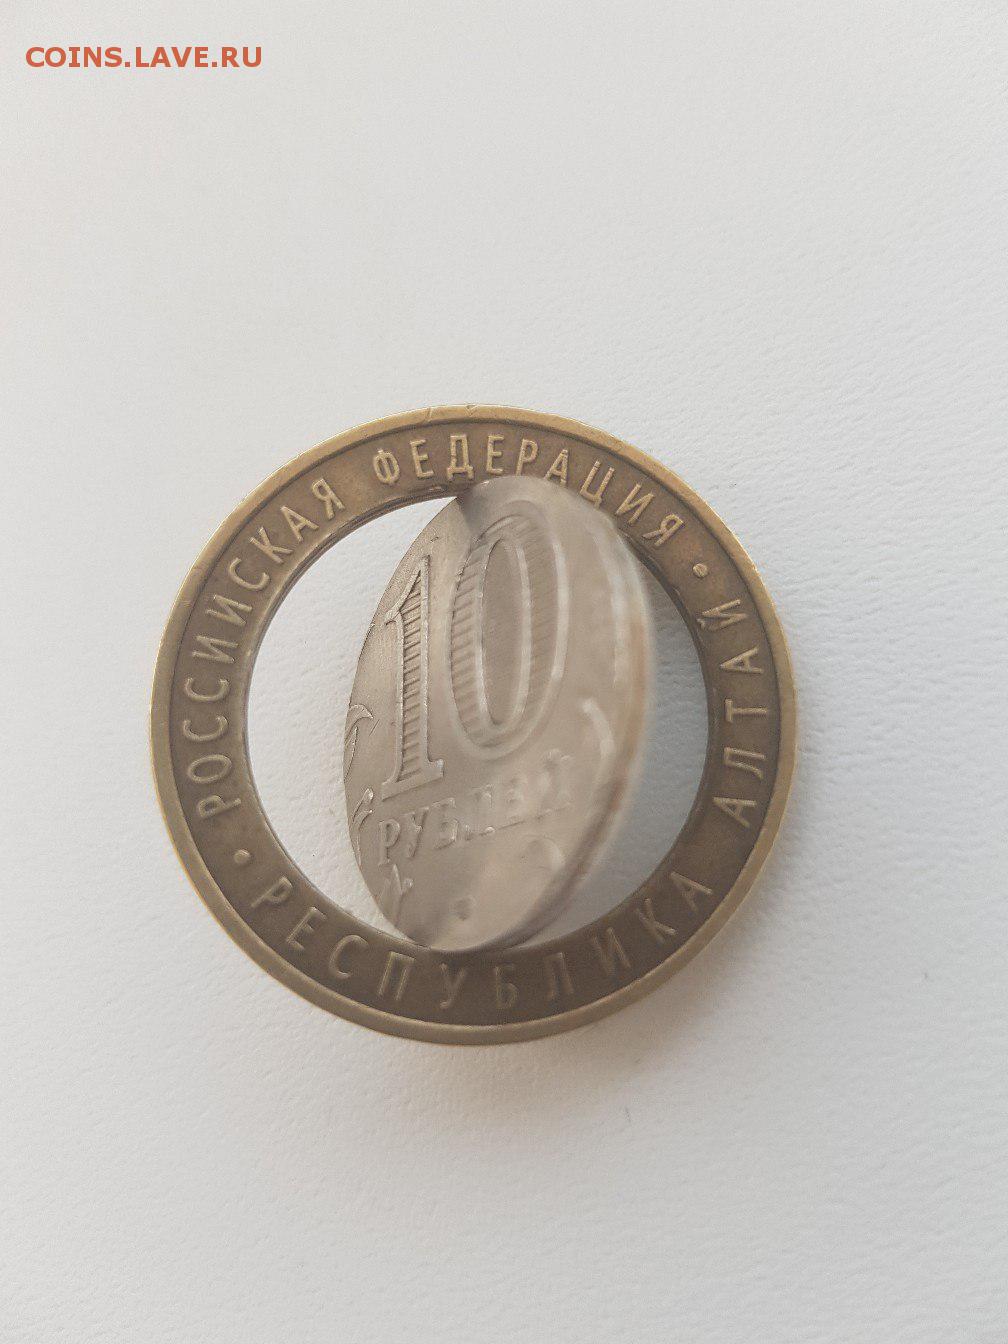 COINS.LAVE.RU
РОССИЙСКАЯ ФЕДЕРАЦИЯ
• РЕСПУБЛИКА АЛТАЙ •
10
РУБЛЕЙ